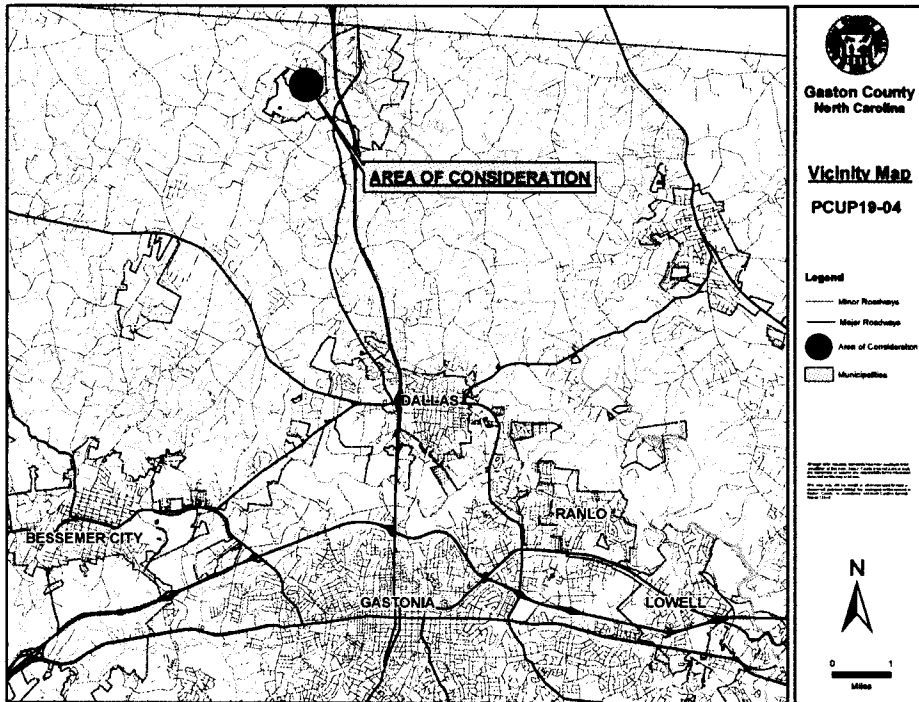 AREA OF CONSIDERATION
DALLAS
RANLO
BESSEMER CITY
GASTONIA
LOWELL
Gaston County
North Carolina
Vicinity Map
PCUP19-04
Legend
Minor Roadways
Major Roadways
Area of Consideration
Municipalities
N
0 1
Miles